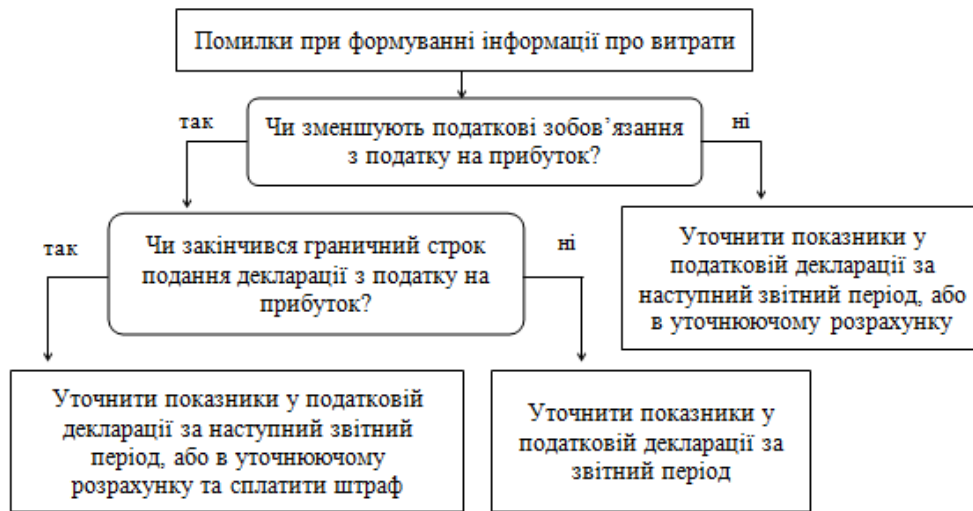 Помилки при формуванні інформації про витрати
так
Чи зменшують податкові зобов’язання
з податку на прибуток?
ні
так
Чи закінчився граничний строк
подання декларації з податку на
прибуток?
ні
Уточнити показники у
податковій декларації за
наступний звітний період, або
в уточнюючому розрахунку
Уточнити показники у податковій
декларації за наступний звітний
період, або в уточнюючому
розрахунку та сплатити штраф
Уточнити показники у
податковій декларації за
звітний період